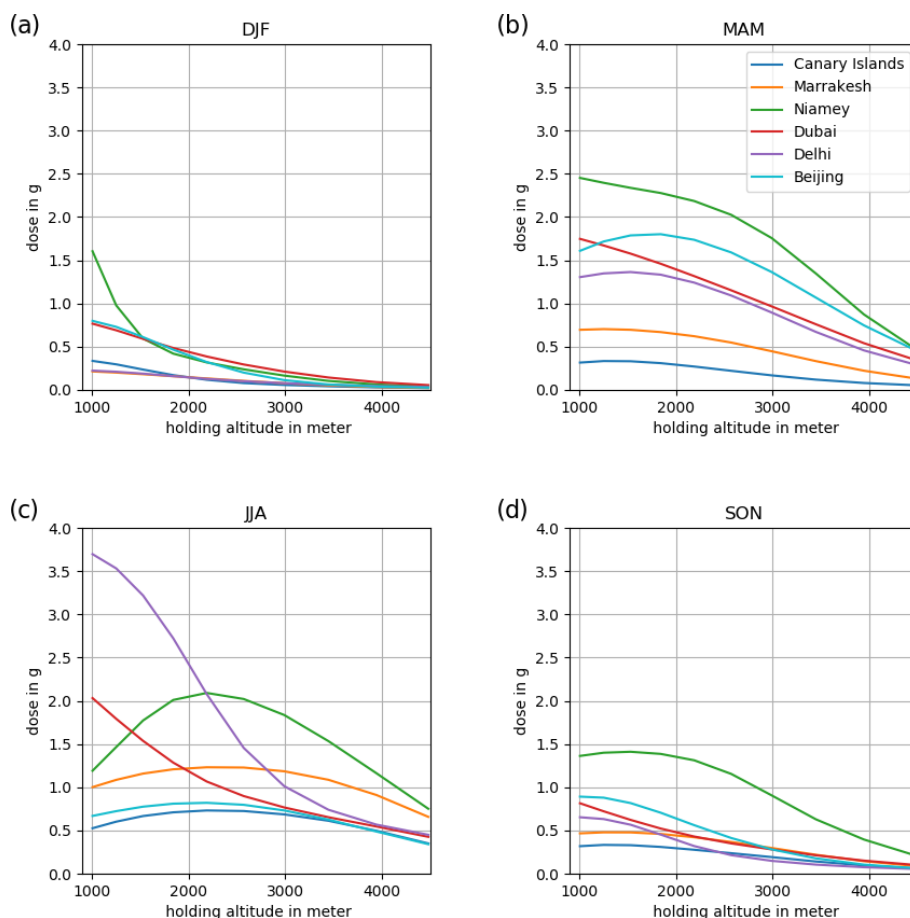 (a)
DJF
4.0
3.5
3.0
2.5
2.0
1.5
1.0
0.5
0.0
dose in g
1000 2000 3000 4000
holding altitude in meter
(b)
MAM
4.0
3.5
3.0
2.5
2.0
1.5
1.0
0.5
0.0
dose in g
Canary Islands
Marrakesh
Niamey
Dubai
Delhi
Beijing
1000 2000 3000 4000
holding altitude in meter
(c)
JJA
4.0
3.5
3.0
2.5
2.0
1.5
1.0
0.5
0.0
dose in g
1000 2000 3000 4000
holding altitude in meter
(d)
SON
4.0
3.5
3.0
2.5
2.0
1.5
1.0
0.5
0.0
dose in g
1000 2000 3000 4000
holding altitude in meter